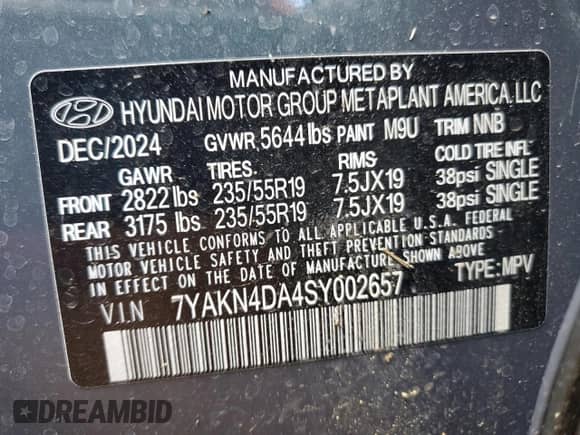 MANUFACTURED BY
HYUNDAI MOTOR GROUP METAPLANT AMERICA, LLC
DEC/2024 GVWR 5644 lbs PAINT M9U TRIM NNB
GAWR TIRES. RIMS COLD TIRE INFL'
FRONT 2822 lbs 235/55R19 7.5JX19 38psi SINGLE
REAR 3175 lbs 235/55R19 7.5JX19 38psi SINGLE
THIS VEHICLE CONFORMS TO ALL APPLICABLE U.S.A. FEDERAL
MOTOR VEHICLE SAFETY AND THEFT PREVENTION STANDARDS
IN EFFECT ON THE DATE OF MANUFACTURE SHOWN ABOVE
VIN 7YAKN4DA4SY002657 TYPE: MPV
DREAMBID